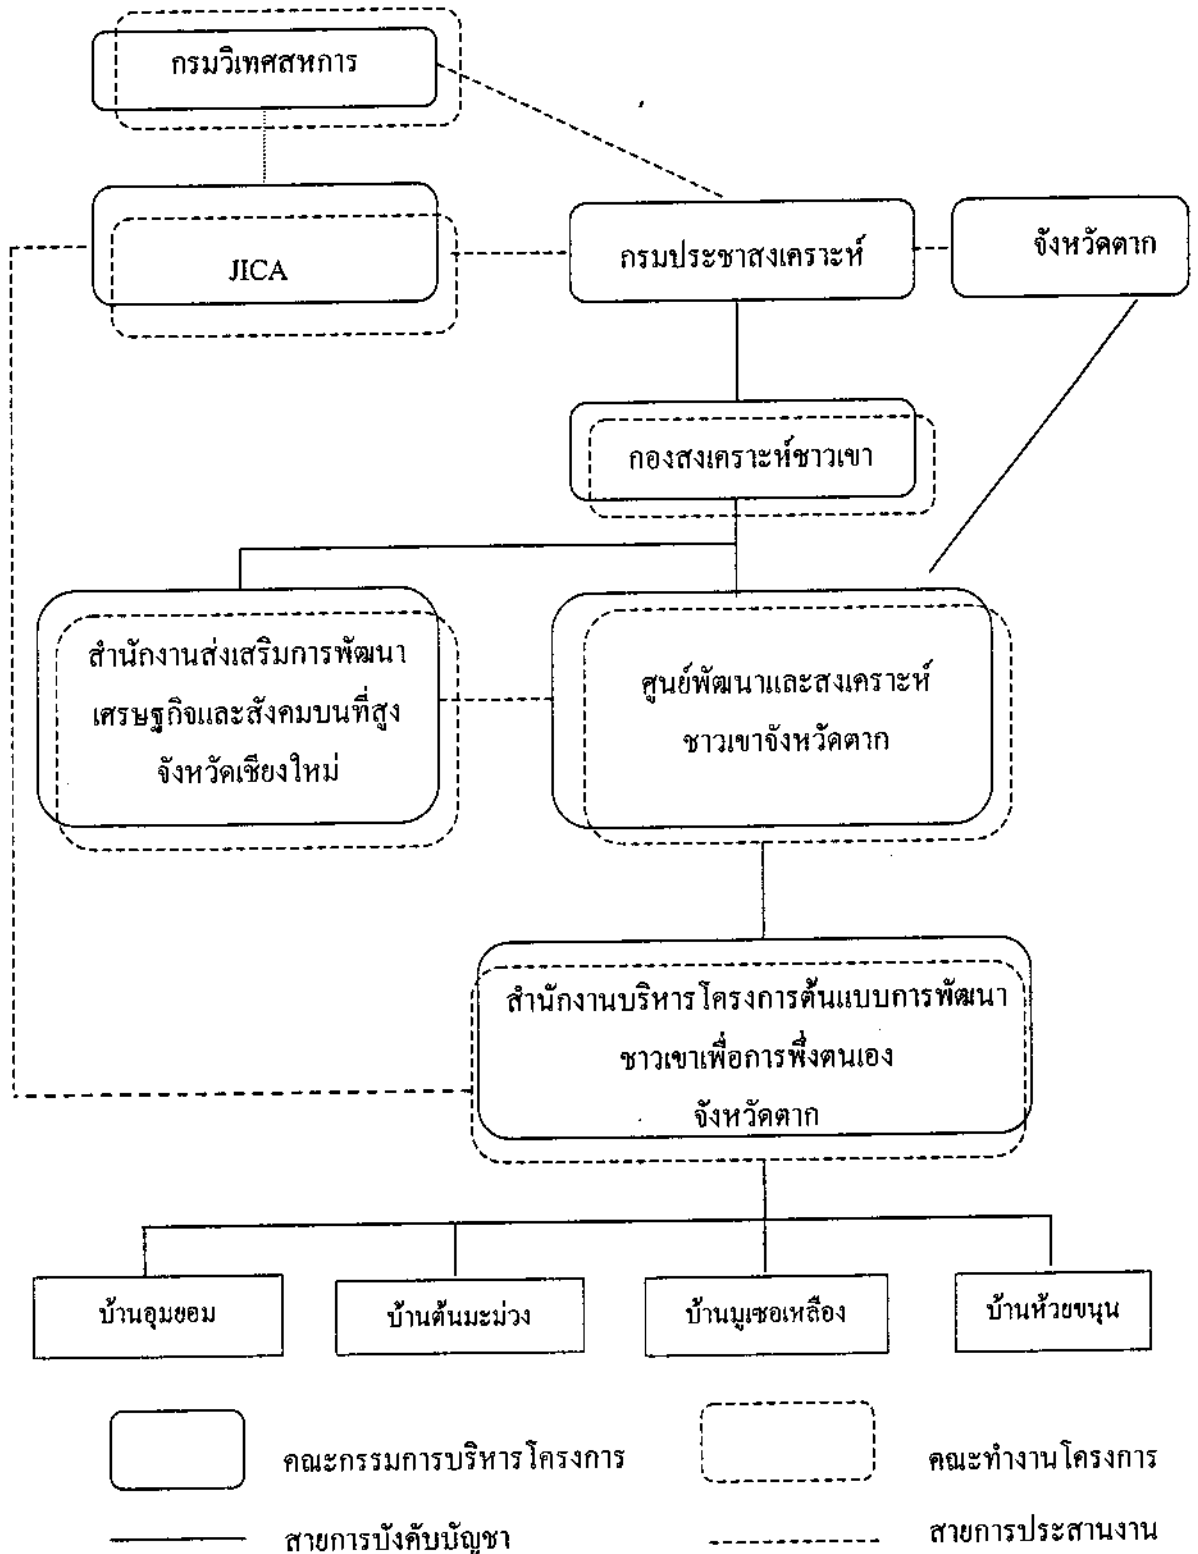 กรมวิเทศสหการ
JICA
กรมประชาสงเคราะห์
จังหวัดตาก
กองสงเคราะห์ชาวเขา
สำนักงานส่งเสริมการพัฒนา
เศรษฐกิจและสังคมบนที่สูง
จังหวัดเชียงใหม่
ศูนย์พัฒนาและสงเคราะห์
ชาวเขาจังหวัดตาก
สำนักงานบริหารโครงการต้นแบบการพัฒนา
ชาวเขาเพื่อการพึ่งตนเอง
จังหวัดตาก
บ้านอุมยอม
บ้านต้นมะม่วง
บ้านมูเซอเหลือง
บ้านห้วยขนุน
คณะกรรมการบริหารโครงการ
คณะทำงานโครงการ
สายการบังคับบัญชา
สายการประสานงาน